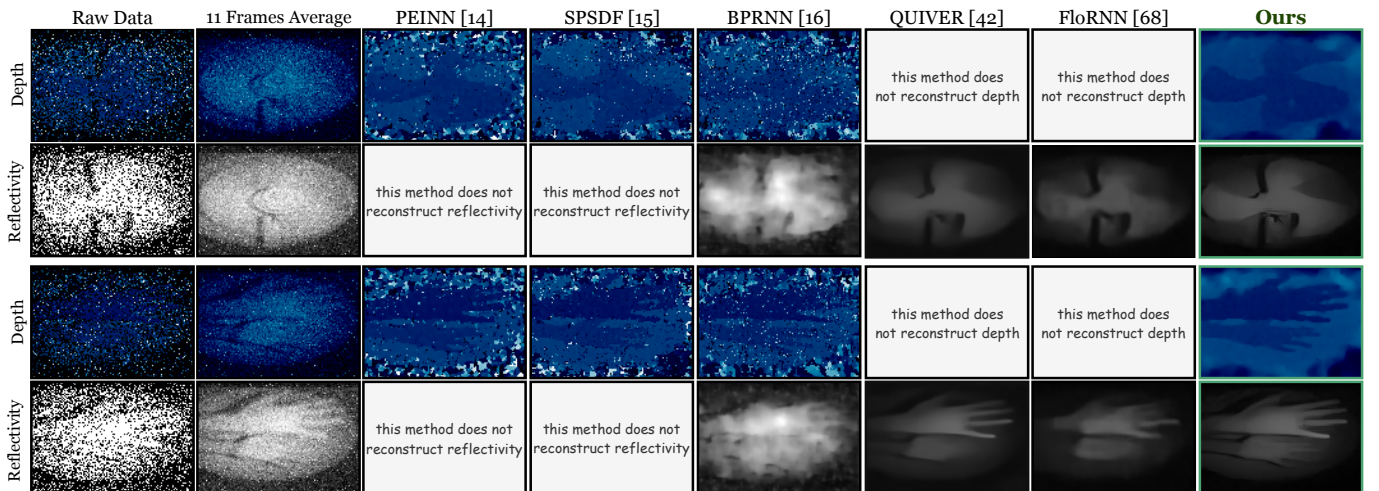 Raw Data
11 Frames Average
PEINN [14]
SPSDF [15]
BPRNN [16]
QUIVER [42]
FloRNN [68]
Ours
Depth
this method does
not reconstruct depth
this method does
not reconstruct depth
Reflectivity
this method does not
reconstruct reflectivity
this method does not
reconstruct reflectivity
Depth
this method does
not reconstruct depth
this method does
not reconstruct depth
Reflectivity
this method does not
reconstruct reflectivity
this method does not
reconstruct reflectivity